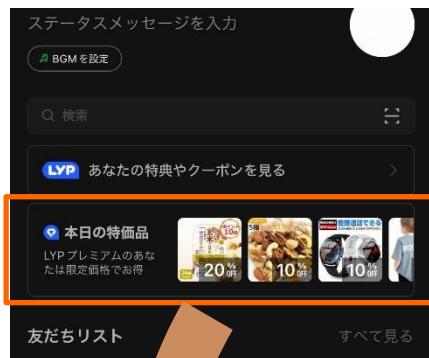 ステータスメッセージを入力
BGMを設定
検索
LYP あなたの特典やクーポンを見る
本日の特価品
LYPプレミアムのあな
たは限定価格でお得
20%OFF
10%OFF
10%OFF
友だちリスト
すべて見る